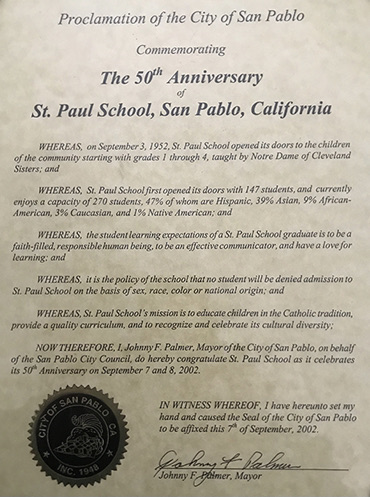 Proclamation of the City of San Pablo
Commemorating
The 50th Anniversary
of
St. Paul School, San Pablo, California
WHEREAS, on September 3, 1952, St. Paul School opened its doors to the children
of the community starting with grades 1 through 4, taught by Notre Dame of Cleveland
Sisters; and
WHEREAS, St. Paul School first opened its doors with 147 students, and currently
enjoys a capacity of 270 students, 47% of whom are Hispanic, 39% Asian, 9% African-
American, 3% Caucasian, and 1% Native American; and
WHEREAS, the student learning expectations of a St. Paul School graduate is to be a
faith-filled, responsible human being, to be an effective communicator, and have a love for
learning; and
WHEREAS, it is the policy of the school that no student will be denied admission to
St. Paul School on the basis of sex, race, color or national origin; and
WHEREAS, St. Paul School's mission is to educate children in the Catholic tradition,
provide a quality curriculum, and to recognize and celebrate its cultural diversity;
NOW THEREFORE, I, Johnny F. Palmer, Mayor of the City of San Pablo, on behalf
of the San Pablo City Council, do hereby congratulate St. Paul School as it celebrates
its 50th Anniversary on September 7 and 8, 2002.
IN WITNESS WHEREOF, I have hereunto set my
hand and caused the Seal of the City of San Pablo
to be affixed this 7th of September, 2002.
CITY OF SAN PABLO, CA
INC. 1948
Johnny F Palmer
Johnny F. Palmer, Mayor